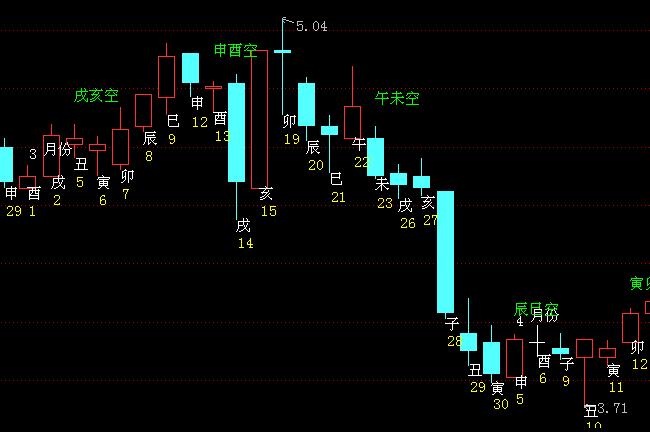 5.04
申酉空
戌亥空
午未空
3 月份
申
29
酉
1
戌
2
丑
5
寅
6
卯
7
辰
8
巳
9
申
12
酉
13
戌
14
亥
15
卯
19
辰
20
巳
21
午
22
未
23
戌
26
亥
27
子
28
丑
29
寅
30
辰巳空
4 月份
申
5
酉
6
子
9
丑
10
3.71
寅
11
卯
12